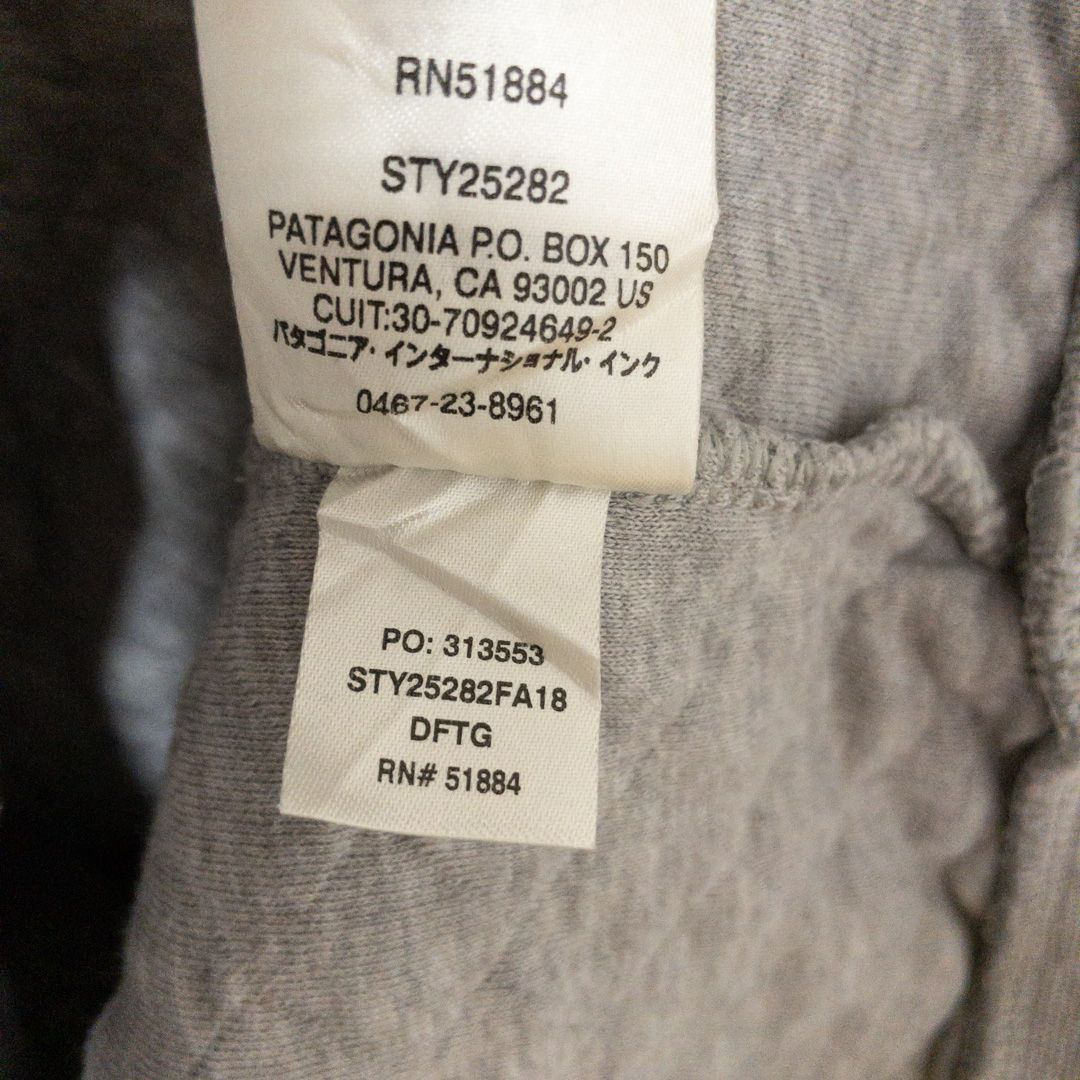 RN51884
STY25282
PATAGONIA P.O. BOX 150
VENTURA, CA 93002 US
CUIT:30-70924649-2
パタゴニア・インターナショナル・インク
0467-23-8961
PO: 313553
STY25282FA18
DFTG
RN# 51884